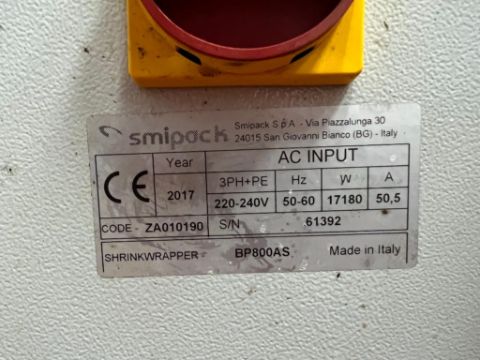 smipack Smipack S.p.A - Via Piazzalunga 30
24015 San Giovanni Bianco (BG) - Italy
CE Year AC INPUT
2017 3PH+PE Hz W A
220-240V 50-60 17180 50,5
CODE - ZA010190 S/N 61392
SHRINKWRAPPER - BP800AS Made in Italy